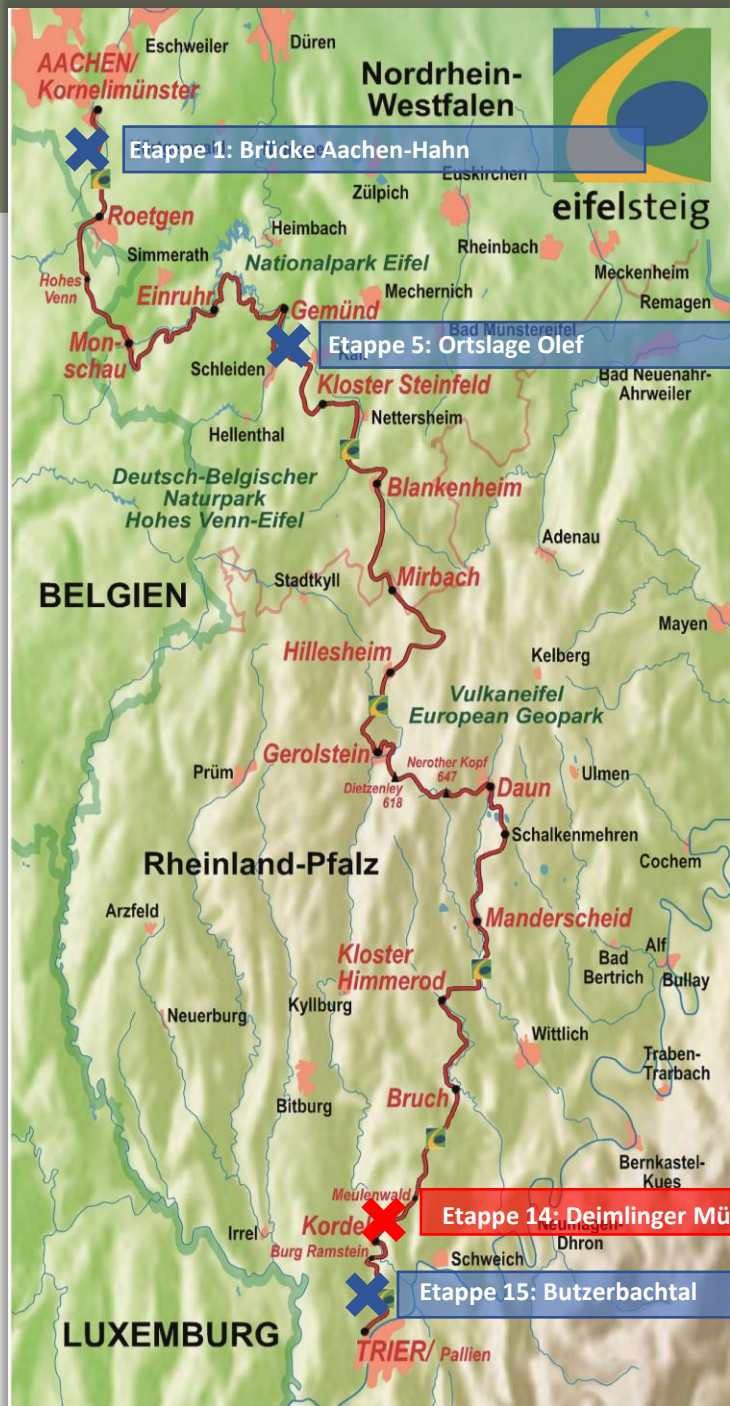 Eschweiler
Düren
AACHEN/
Kornelimünster
Nordrhein-
Westfalen
eifelsteig
Etappe 1: Brücke Aachen-Hahn
Zülpich
Euskirchen
Roetgen
Simmerath
Heimbach
Rheinbach
Meckenheim
Nationalpark Eifel
Hohes
Venn
Einruhr
Gemünd
Mechernich
Remagen
Mon-
schau
Etappe 5: Ortslage Olef
Bad Munstereifel
Schleiden
Kloster Steinfeld
Bad Neuenahr-
Ahrweiler
Hellenthal
Nettersheim
Deutsch-Belgischer
Naturpark
Hohes Venn-Eifel
Blankenheim
Adenau
BELGIEN
Stadtkyll
Mirbach
Mayen
Hillesheim
Kelberg
Vulkaneifel
European Geopark
Gerolstein
Nerother Kopf
647
Prüm
Dietzenley
618
Daun
Ulmen
Schalkenmehren
Cochem
Rheinland-Pfalz
Arzfeld
Manderscheid
Kloster
Himmerod
Bad
Bertrich
Alf
Bullay
Neuerburg
Kyllburg
Wittlich
Traben-
Trarbach
Bitburg
Bruch
Bernkastel-
Kues
Meulenwald
Etappe 14: Deimlinger Mü
Kordel
Irrel
Burg Ramstein
Neumagen-
Dhron
Schweich
Etappe 15: Butzerbachtal
LUXEMBURG
TRIER/ Pallien